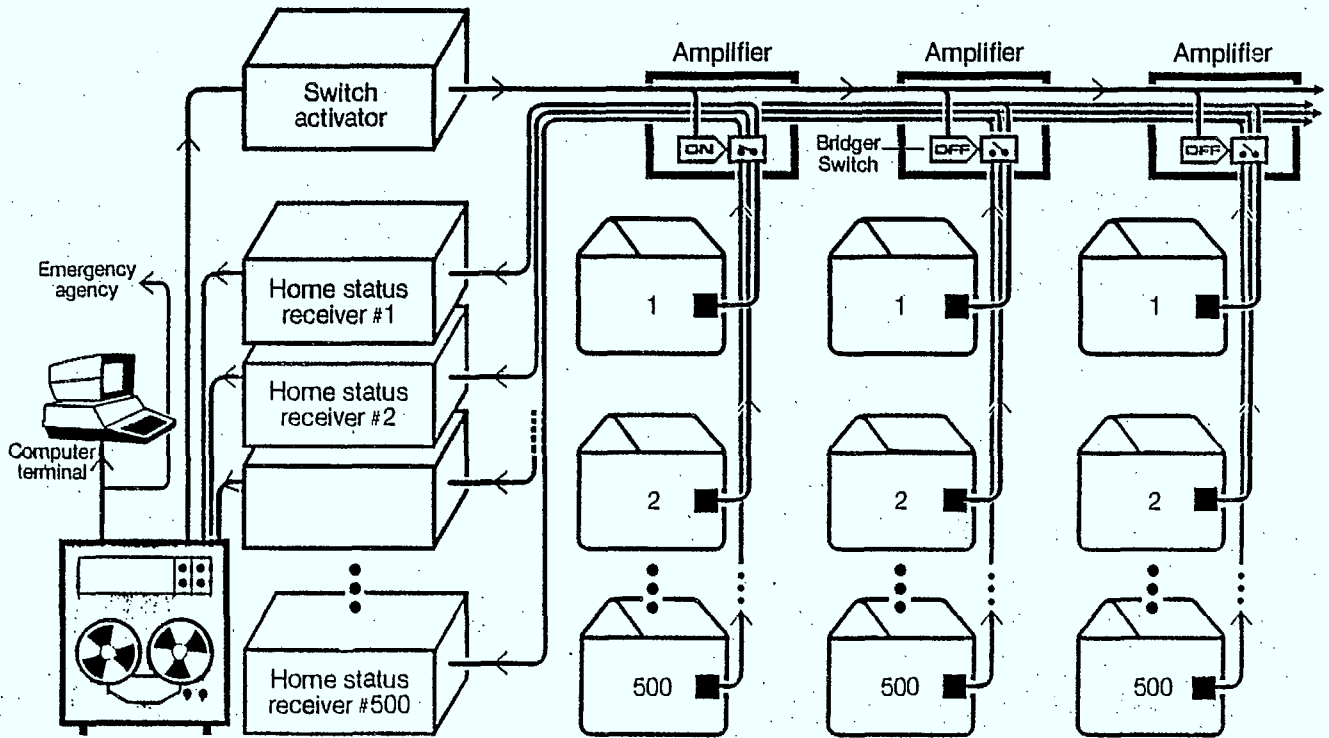 Amplifier
Amplifier
Amplifier
Switch
activator
ON
Bridger
Switch
OFF
OFF
Emergency
agency
Home status
receiver #1
1
1
1
Home status
receiver #2
Computer
terminal
2
2
2
Home status
receiver #500
500
500
500